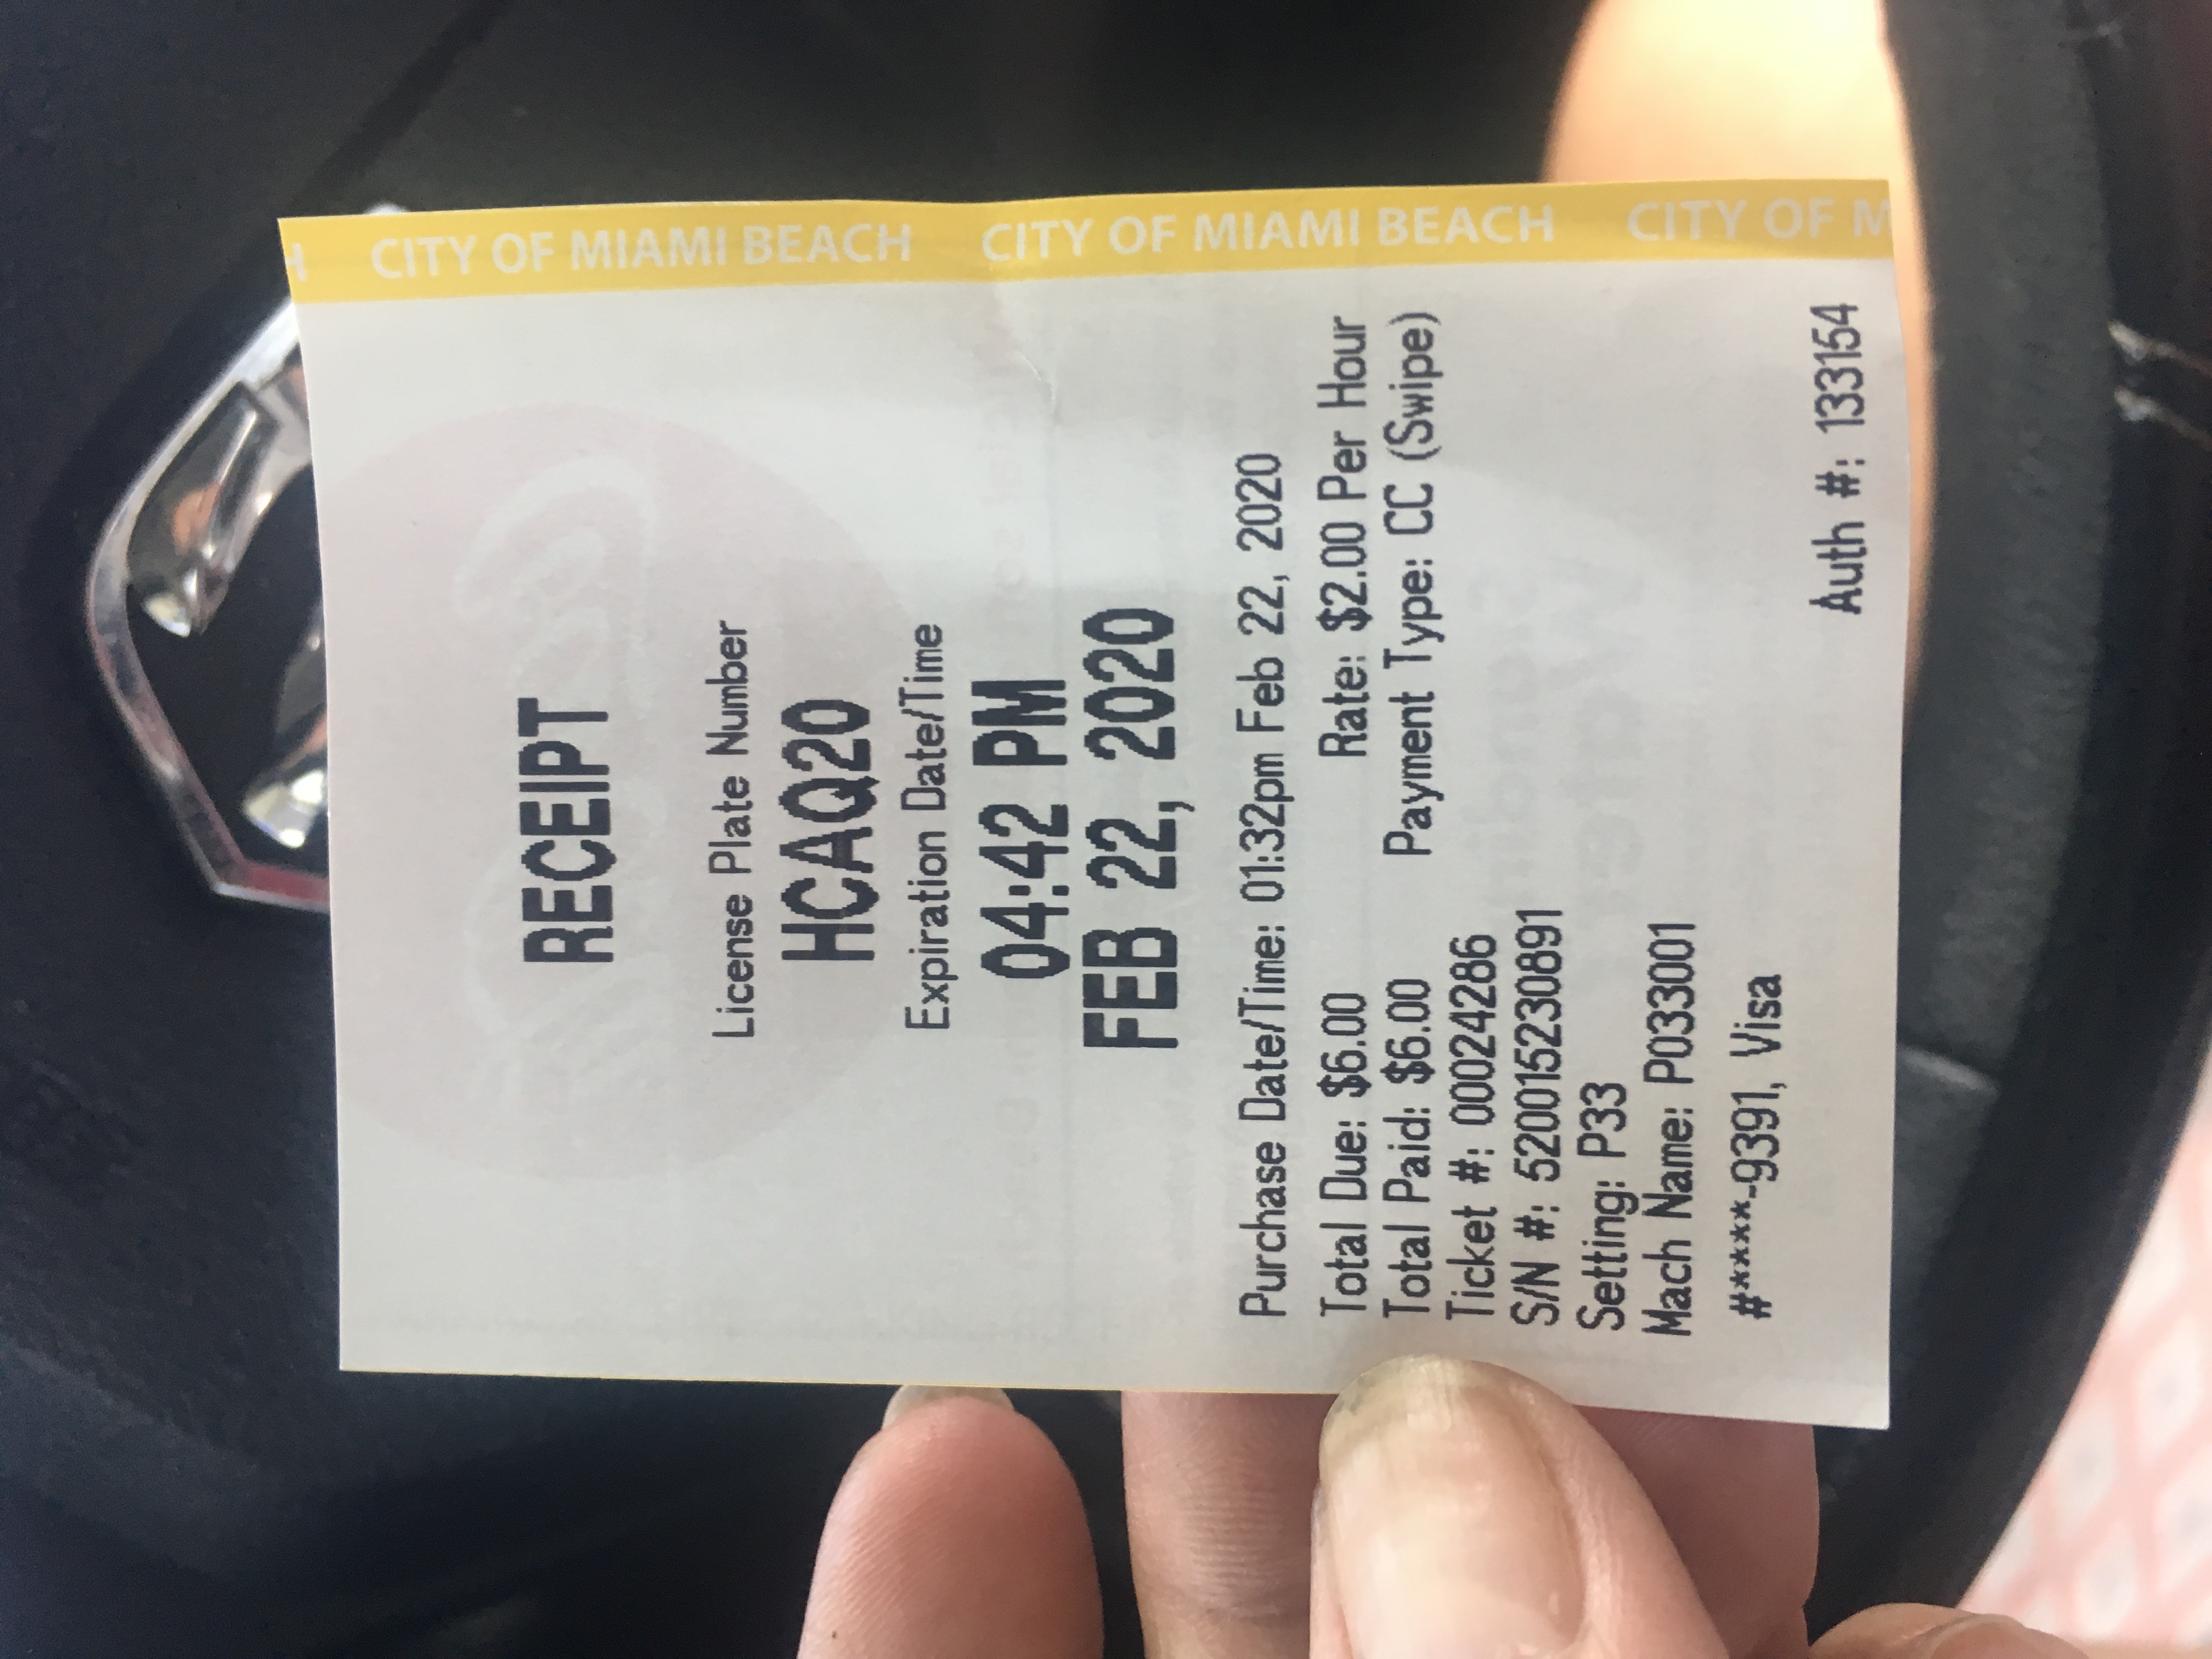 CITY OF MIAMI BEACH CITY OF MIAMI BEACH CITY OF M
RECEIPT
License Plate Number
HCAQ20
Expiration Date/Time
04:42 PM
FEB 22, 2020
Purchase Date/Time: 01:32pm Feb 22, 2020
Total Due: $6.00 Rate: $2.00 Per Hour
Total Paid: $6.00 Payment Type: CC (Swipe)
Ticket #: 00024286
S/N #: 520015230891
Setting: P33
Mach Name: P033001
#****-9391, Visa
Auth #: 133154